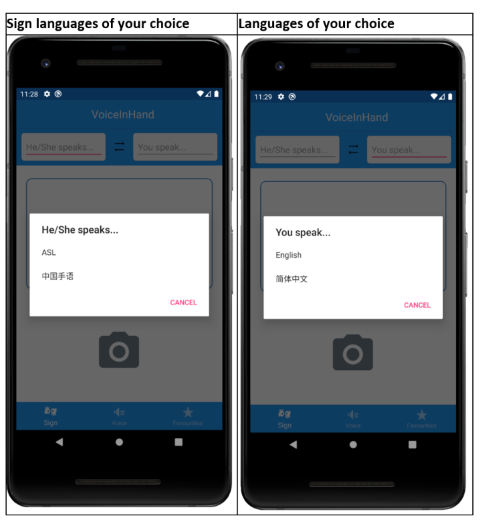 Sign languages of your choice
Languages of your choice
11:28
VoiceInHand
He/She speaks...
You speak...
He/She speaks...
ASL
中国手语
CANCEL
Sign
Voice
Favourites
11:29
VoiceInHand
He/She speaks...
You speak...
You speak...
English
简体中文
CANCEL
Sign
Voice
Favourites